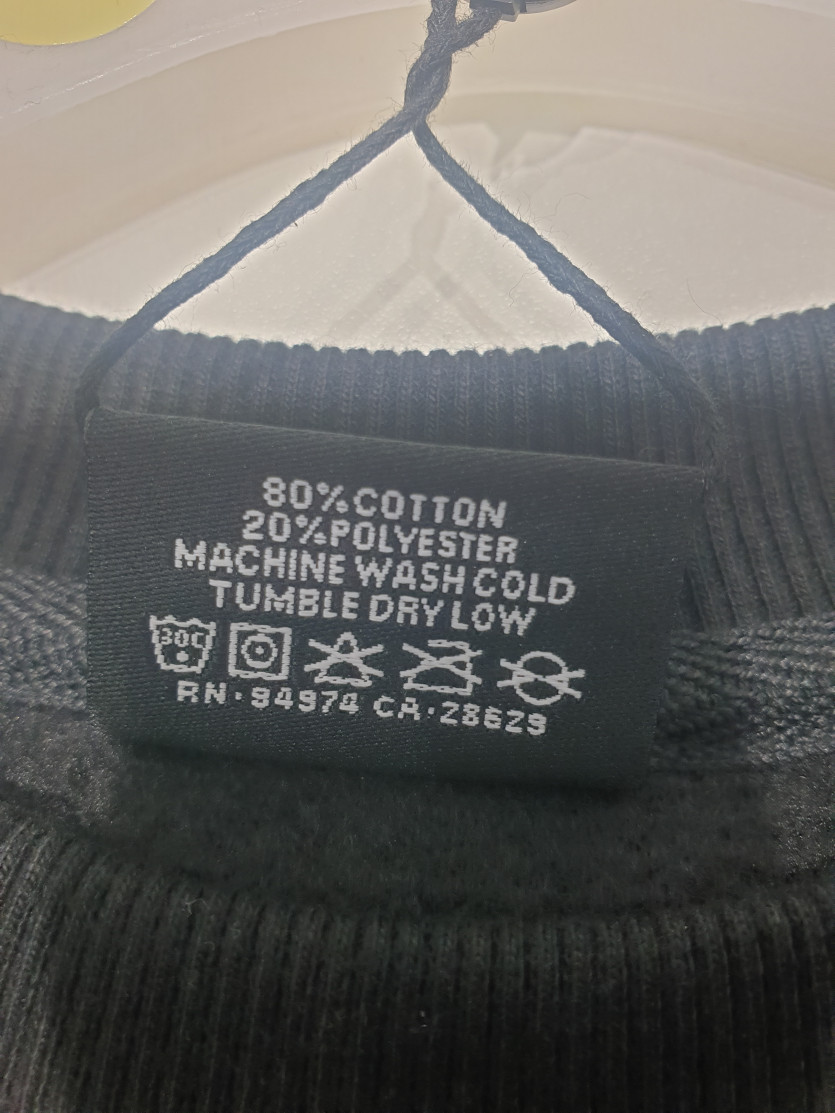 80%COTTON
20%POLYESTER
MACHINE WASH COLD
TUMBLE DRY LOW
30C
RN·94974 CA·28629